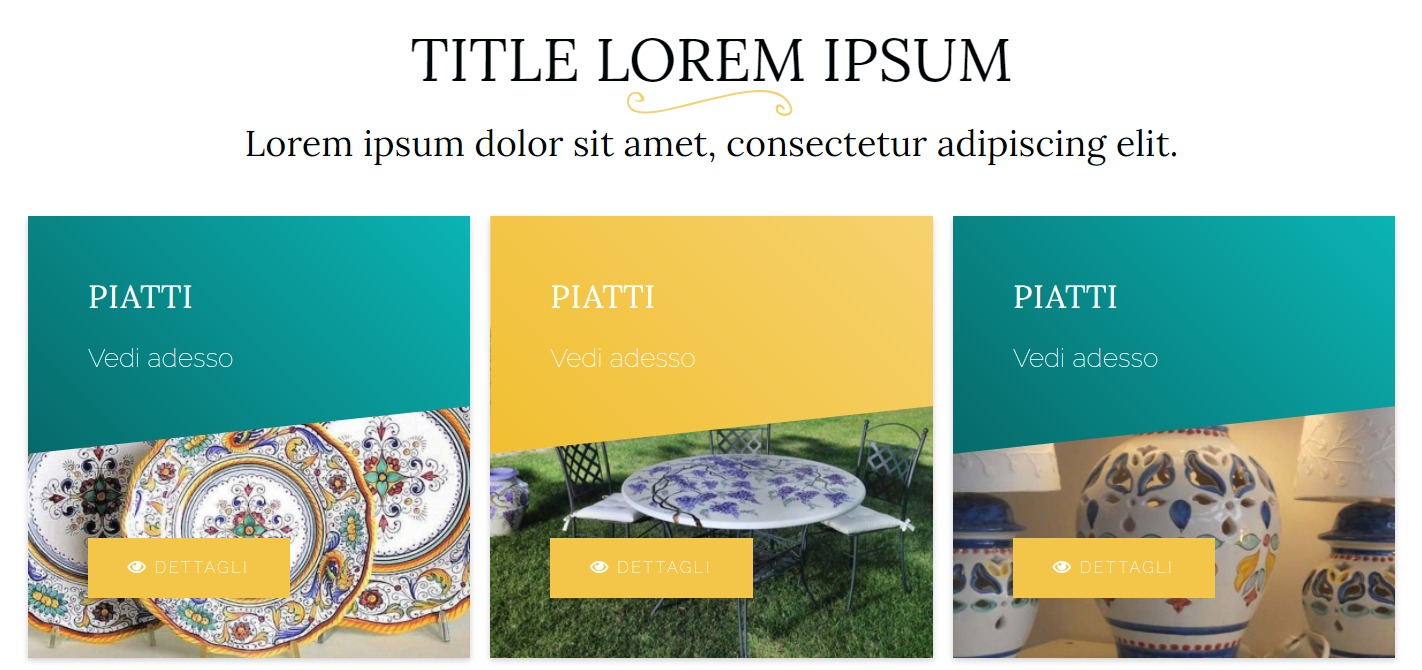 TITLE LOREM IPSUM
Lorem ipsum dolor sit amet, consectetur adipiscing elit.
PIATTI
Vedi adesso
DETTAGLI
PIATTI
Vedi adesso
DETTAGLI
PIATTI
Vedi adesso
DETTAGLI